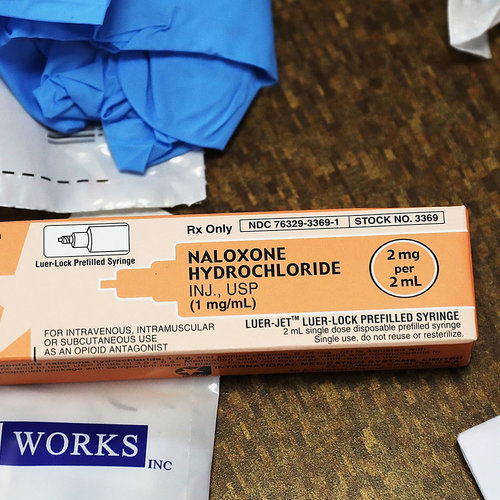 Rx Only NDC 76329-3369-1 STOCK NO. 3369
Luer-Lock Prefilled Syringe
NALOXONE
HYDROCHLORIDE
INJ., USP
(1 mg/mL)
2 mg
per
2 mL
FOR INTRAVENOUS, INTRAMUSCULAR
OR SUBCUTANEOUS USE
AS AN OPIOID ANTAGONIST
LUER-JET™ LUER-LOCK PREFILLED SYRINGE
2 mL single dose disposable prefilled syringe
Single use, do not reuse or resterilize.
INTERNATIONAL
WORKS
INC